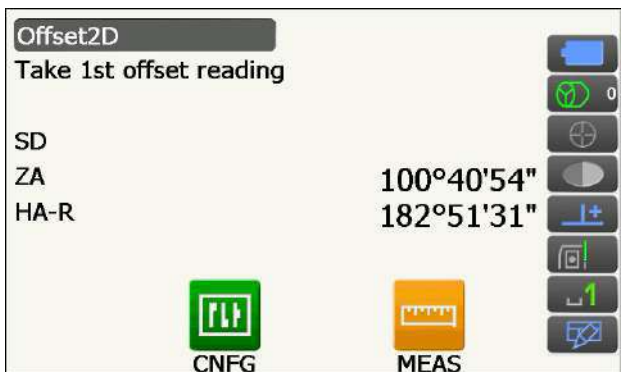 Offset2D
Take 1st offset reading
0
SD
ZA 100°40'54"
HA-R 182°51'31"
1
CNFG MEAS